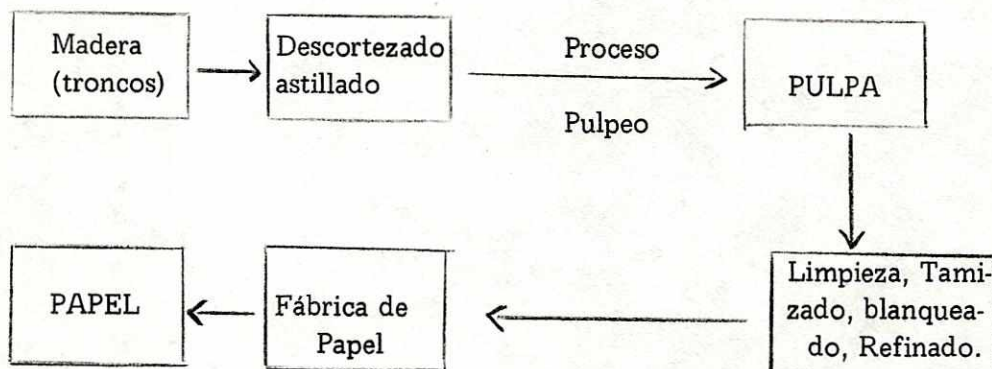 Madera
(troncos)
Descortezado
astillado
Proceso
Pulpeo
PULPA
Limpieza, Tami-
zado, blanquea-
do, Refinado.
Fábrica de
Papel
PAPEL